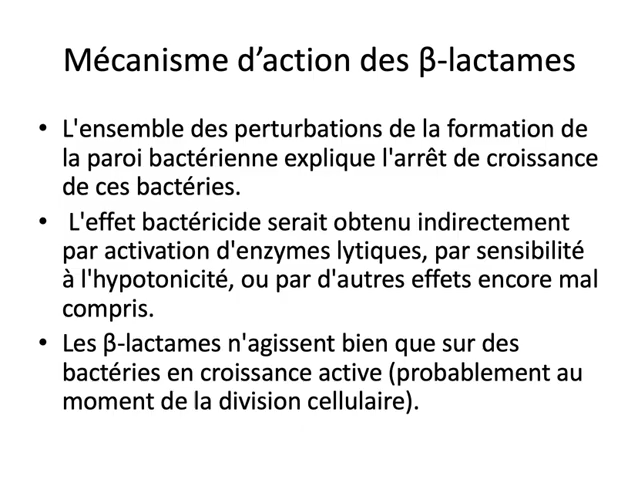 Mécanisme d’action des β-lactames
• L'ensemble des perturbations de la formation de
la paroi bactérienne explique l'arrêt de croissance
de ces bactéries.
• L'effet bactéricide serait obtenu indirectement
par activation d'enzymes lytiques, par sensibilité
à l'hypotonicité, ou par d'autres effets encore mal
compris.
• Les β-lactames n'agissent bien que sur des
bactéries en croissance active (probablement au
moment de la division cellulaire).